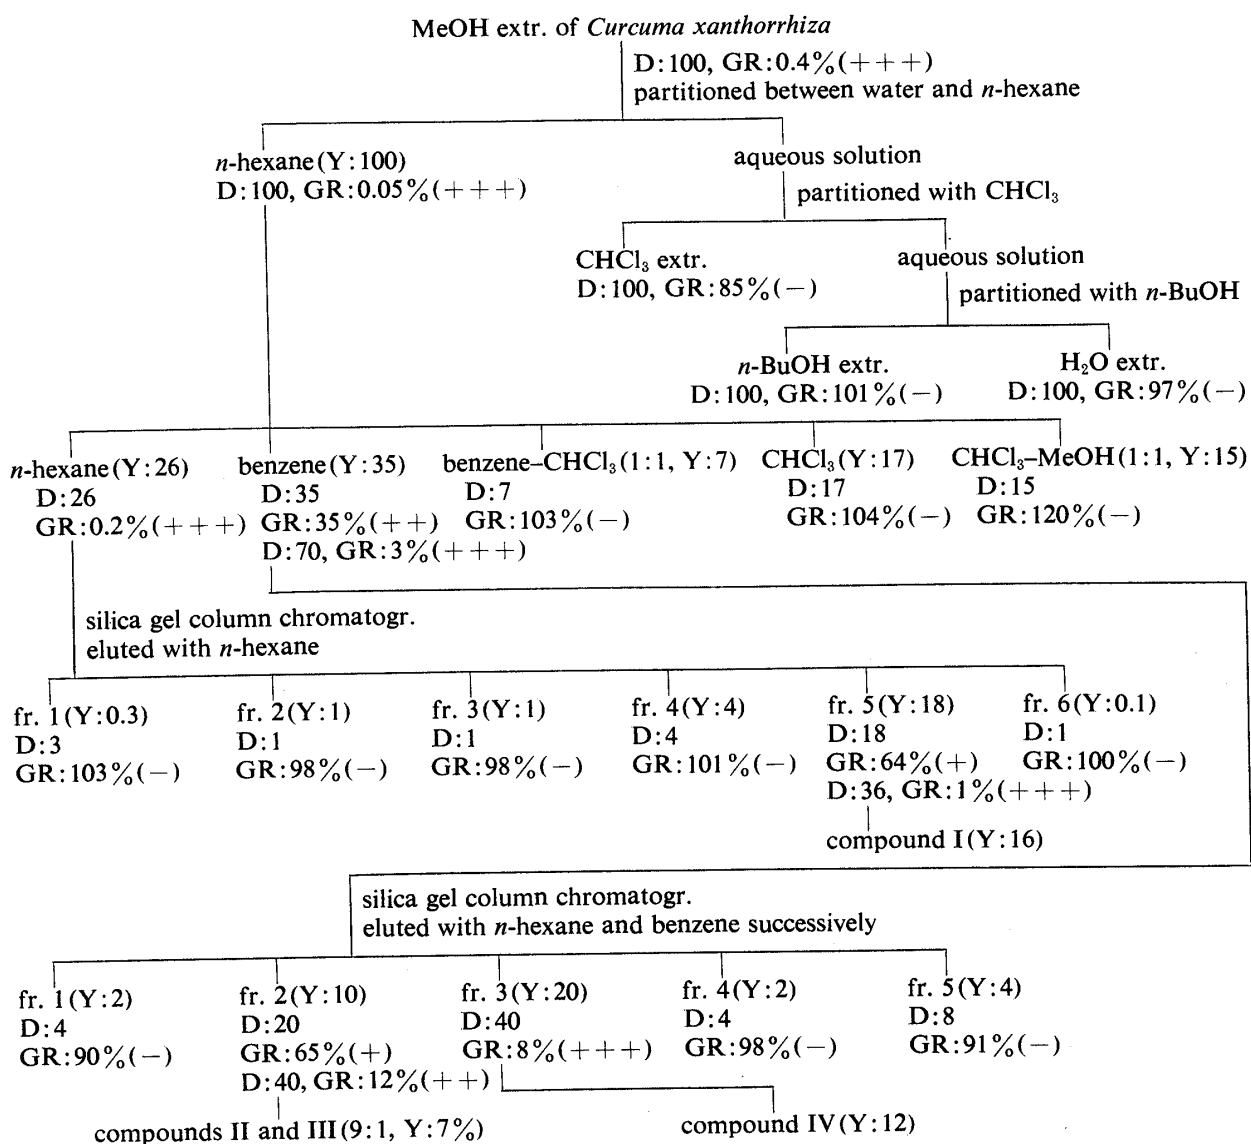 MeOH extr. of Curcuma xanthorrhiza
D:100, GR:0.4%(+++)
partitioned between water and n-hexane
n-hexane(Y:100)
D:100, GR:0.05%(+++)
aqueous solution
partitioned with CHCl₃
CHCl₃ extr.
D:100, GR:85%(−)
aqueous solution
partitioned with n-BuOH
n-BuOH extr.
D:100, GR:101%(−)
H₂O extr.
D:100, GR:97%(−)
n-hexane(Y:26)
D:26
GR:0.2%(+++)
benzene(Y:35)
D:35
GR:35%(++)
D:70, GR:3%(+++)
benzene–CHCl₃(1:1, Y:7)
D:7
GR:103%(−)
CHCl₃(Y:17)
D:17
GR:104%(−)
CHCl₃–MeOH(1:1, Y:15)
D:15
GR:120%(−)
silica gel column chromatogr.
eluted with n-hexane
fr. 1(Y:0.3)
D:3
GR:103%(−)
fr. 2(Y:1)
D:1
GR:98%(−)
fr. 3(Y:1)
D:1
GR:98%(−)
fr. 4(Y:4)
D:4
GR:101%(−)
fr. 5(Y:18)
D:18
GR:64%(+)
D:36, GR:1%(+++)
compound I(Y:16)
fr. 6(Y:0.1)
D:1
GR:100%(−)
silica gel column chromatogr.
eluted with n-hexane and benzene successively
fr. 1(Y:2)
D:4
GR:90%(−)
fr. 2(Y:10)
D:20
GR:65%(+)
D:40, GR:12%(++)
compounds II and III(9:1, Y:7%)
fr. 3(Y:20)
D:40
GR:8%(+++)
compound IV(Y:12)
fr. 4(Y:2)
D:4
GR:98%(−)
fr. 5(Y:4)
D:8
GR:91%(−)